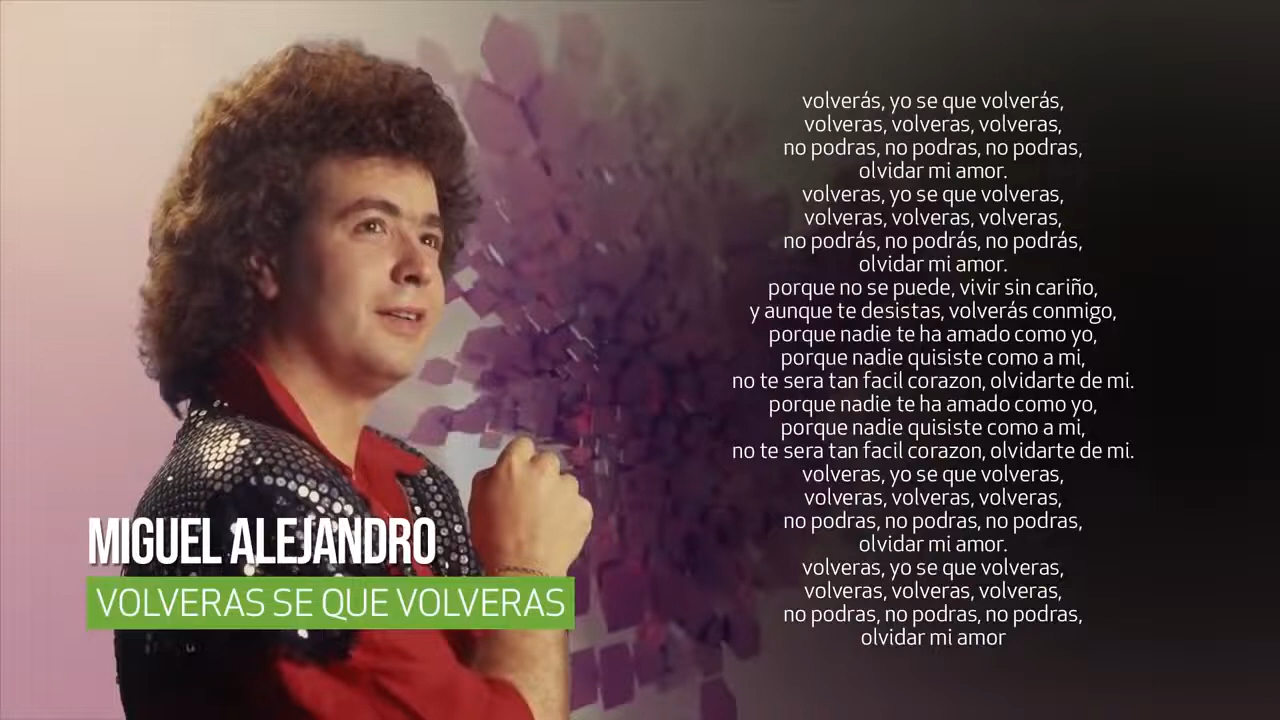 volverás, yo se que volverás,
volveras, volveras, volveras,
no podras, no podras, no podras,
olvidar mi amor.
volveras, yo se que volveras,
volveras, volveras, volveras,
no podrás, no podrás, no podrás,
olvidar mi amor.
porque no se puede, vivir sin cariño,
y aunque te desistas, volverás conmigo,
porque nadie te ha amado como yo,
porque nadie quisiste como a mi,
no te sera tan facil corazon, olvidarte de mi.
porque nadie te ha amado como yo,
porque nadie quisiste como a mi,
no te sera tan facil corazon, olvidarte de mi.
volveras, yo se que volveras,
volveras, volveras, volveras,
no podras, no podras, no podras,
olvidar mi amor.
volveras, yo se que volveras,
volveras, volveras, volveras,
no podras, no podras, no podras,
olvidar mi amor
MIGUEL ALEJANDRO
VOLVERAS SE QUE VOLVERAS